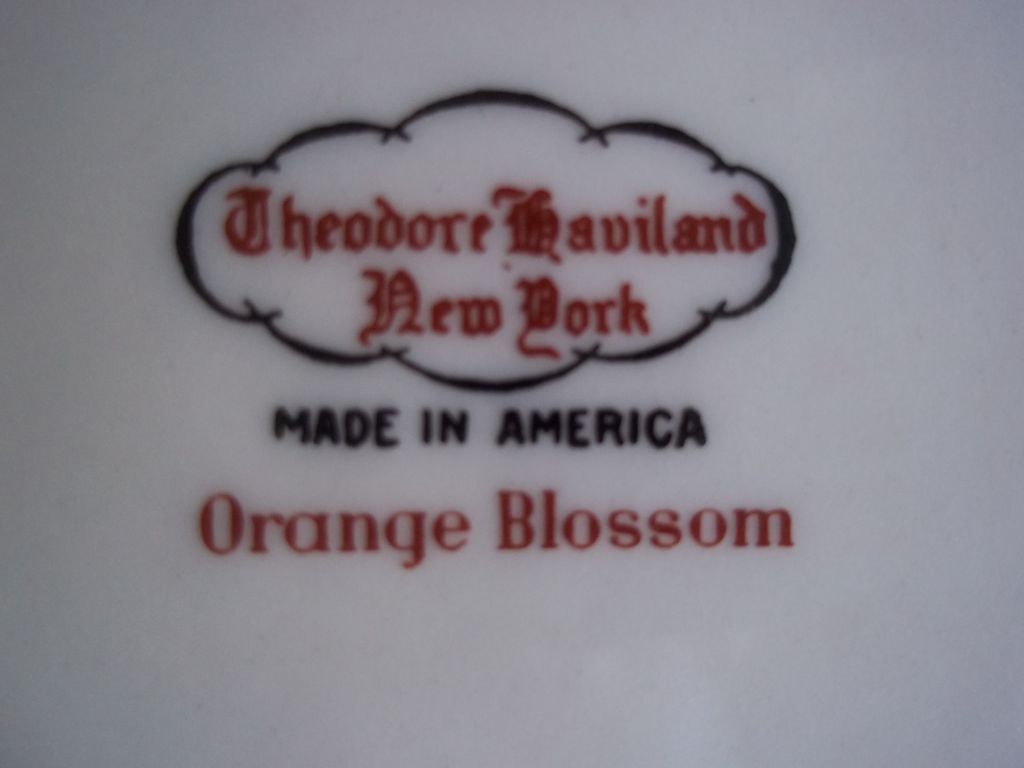 Theodore Haviland
New York
MADE IN AMERICA
Orange Blossom